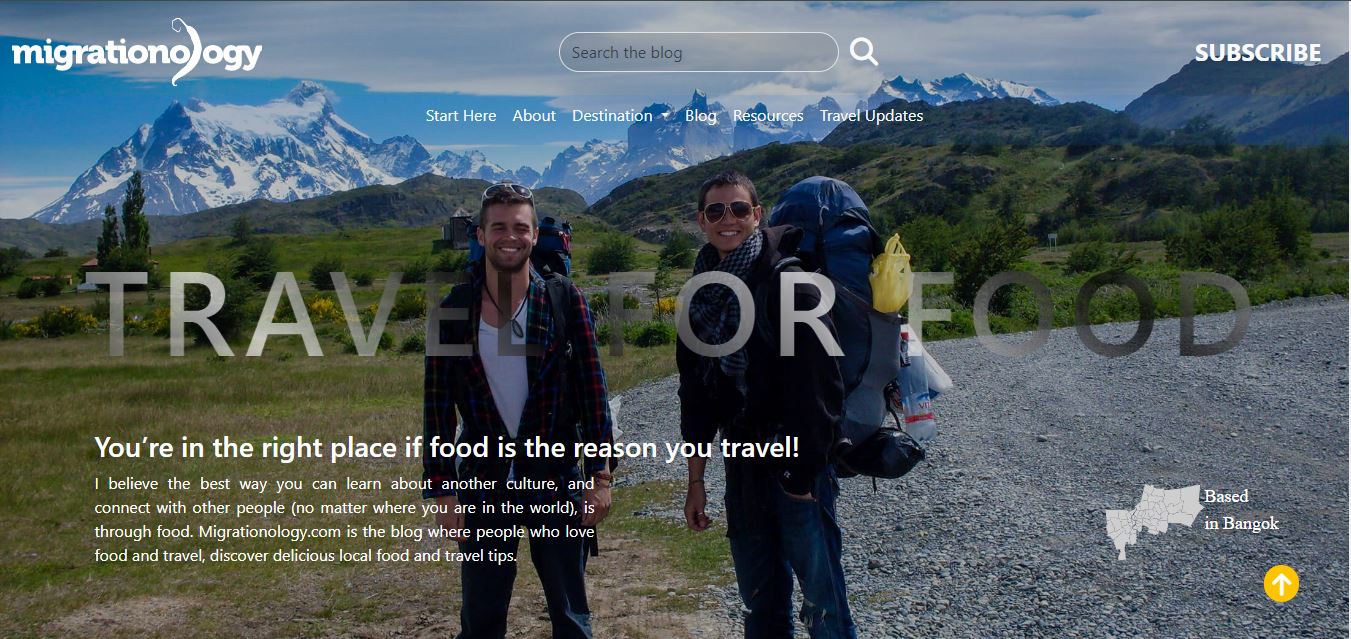 migrationology
Search the blog
SUBSCRIBE
Start Here About Destination Blog Resources Travel Updates
TRAVEL FOR FOOD
You’re in the right place if food is the reason you travel!
I believe the best way you can learn about another culture, and
connect with other people (no matter where you are in the world), is
through food. Migrationology.com is the blog where people who love
food and travel, discover delicious local food and travel tips.
Based
in Bangok